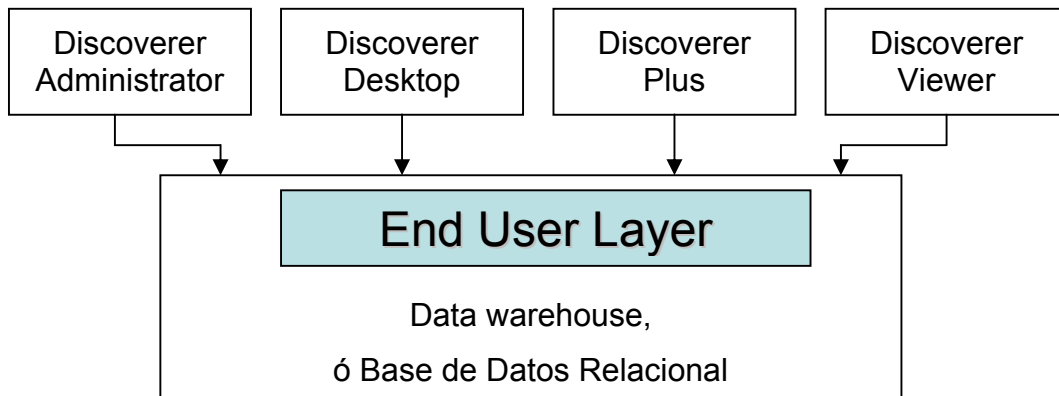 Discoverer
Administrator
Discoverer
Desktop
Discoverer
Plus
Discoverer
Viewer
End User Layer
Data warehouse,
ó Base de Datos Relacional